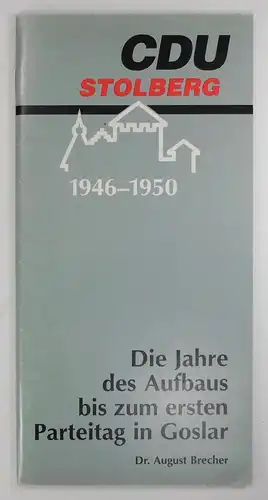 CDU
STOLBERG
1946–1950
Die Jahre
des Aufbaus
bis zum ersten
Parteitag in Goslar
Dr. August Brecher